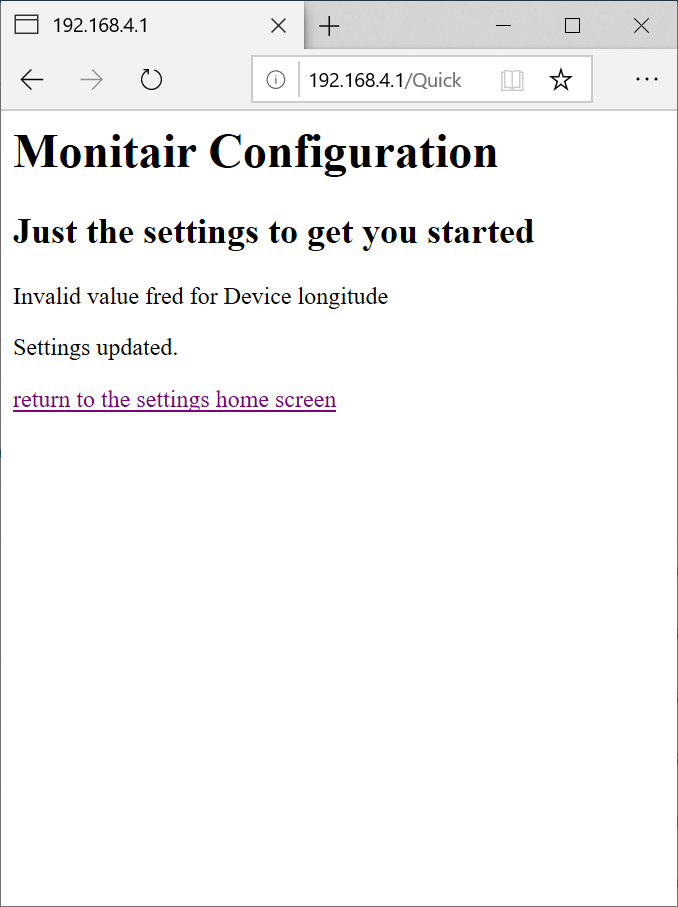 192.168.4.1
192.168.4.1/Quick
Monitair Configuration
Just the settings to get you started
Invalid value fred for Device longitude
Settings updated.
return to the settings home screen